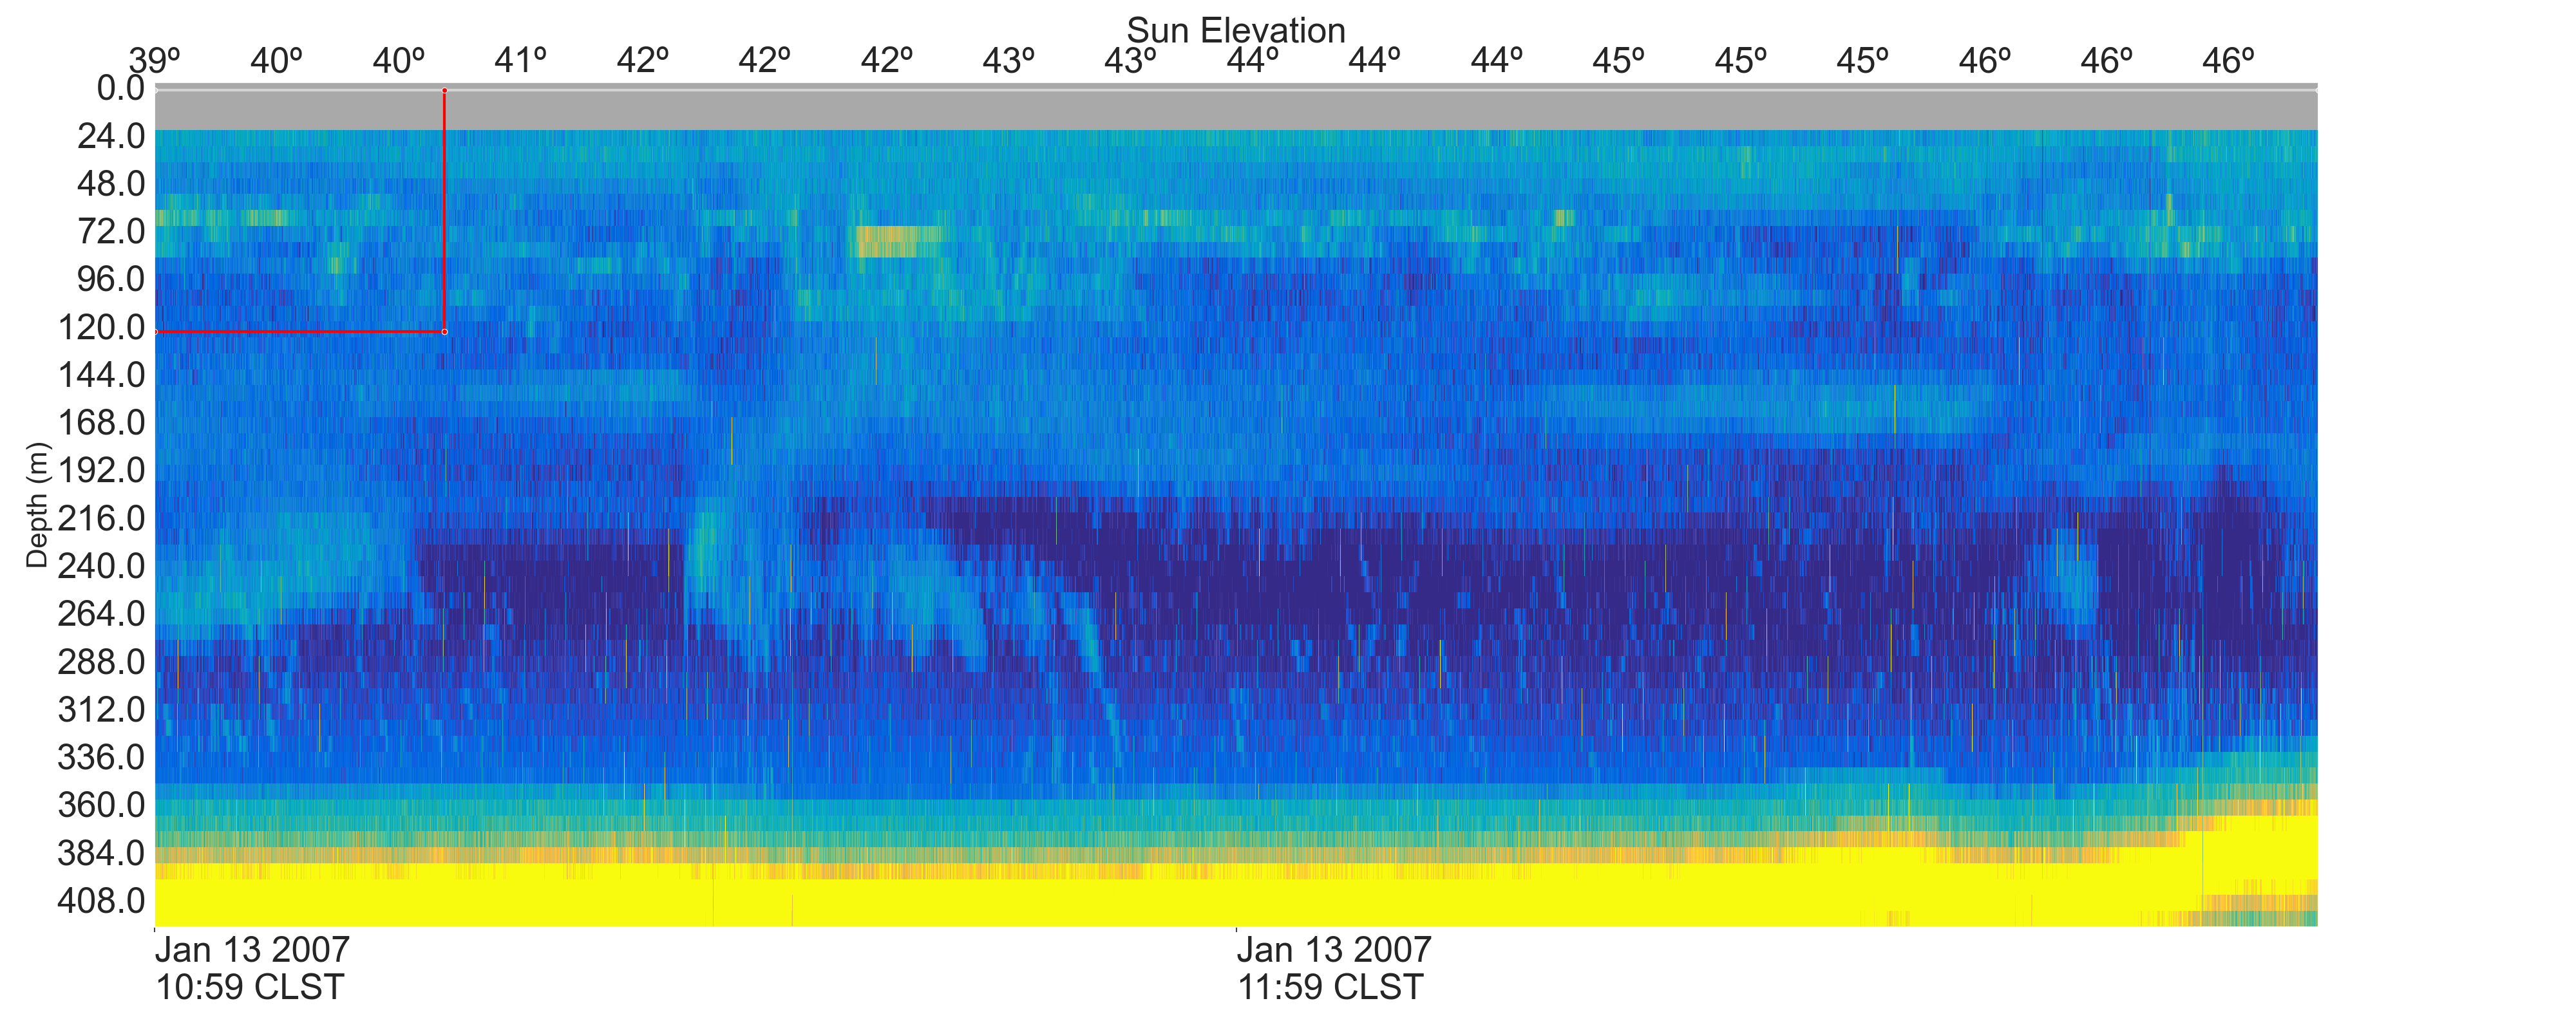 Sun Elevation
39º 40º 40º 41º 42º 42º 42º 43º 43º 44º 44º 44º 45º 45º 45º 46º 46º 46º
0.0
24.0
48.0
72.0
96.0
120.0
144.0
168.0
192.0
216.0
240.0
264.0
288.0
312.0
336.0
360.0
384.0
408.0
Depth (m)
Jan 13 2007
10:59 CLST
Jan 13 2007
11:59 CLST